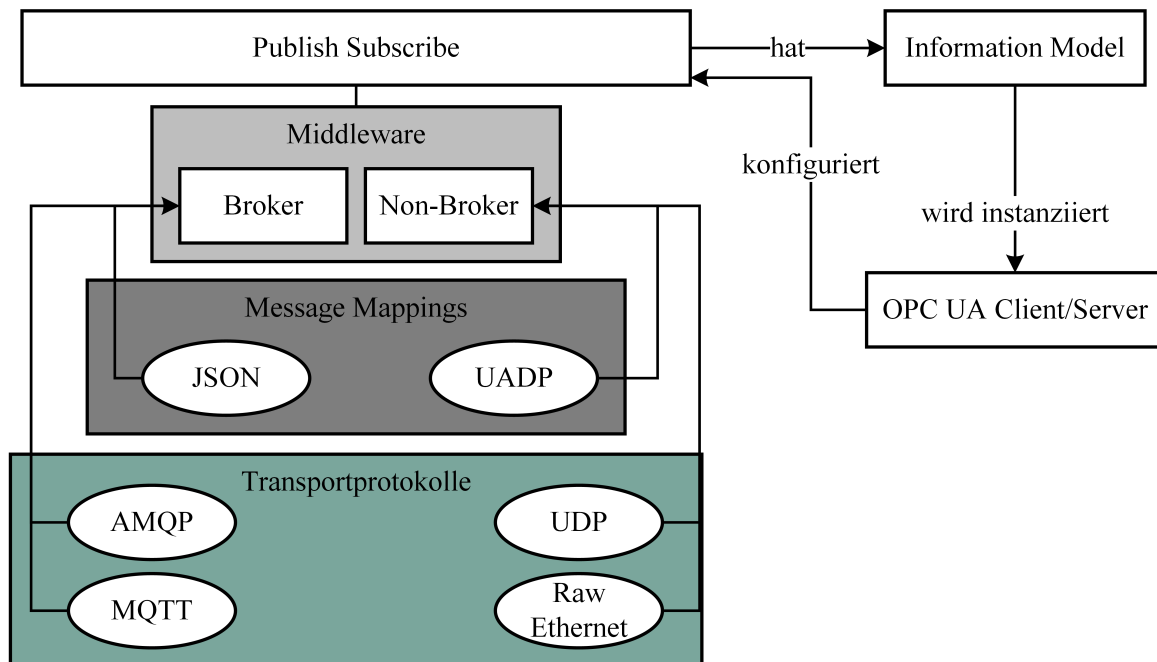 Publish Subscribe
hat
Information Model
Middleware
Broker
Non-Broker
konfiguriert
wird instanziiert
OPC UA Client/Server
Message Mappings
JSON
UADP
Transportprotokolle
AMQP
UDP
MQTT
Raw
Ethernet